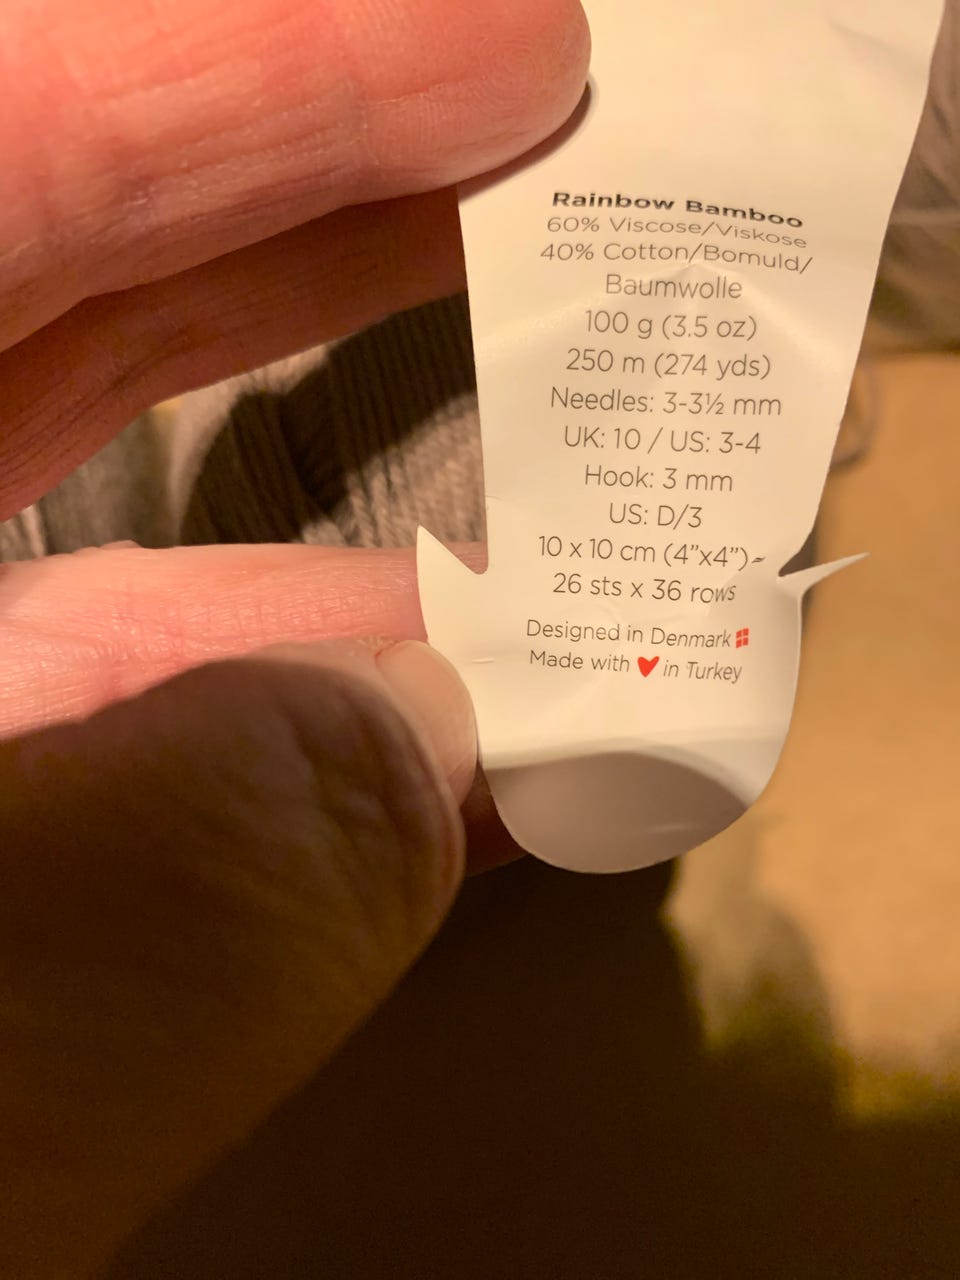 Rainbow Bamboo
60% Viscose/Viskose
40% Cotton/Bomuld/
Baumwolle
100 g (3.5 oz)
250 m (274 yds)
Needles: 3-3½ mm
UK: 10 / US: 3-4
Hook: 3 mm
US: D/3
10 x 10 cm (4”x4”)=
26 sts x 36 rows
Designed in Denmark
Made with ♥ in Turkey